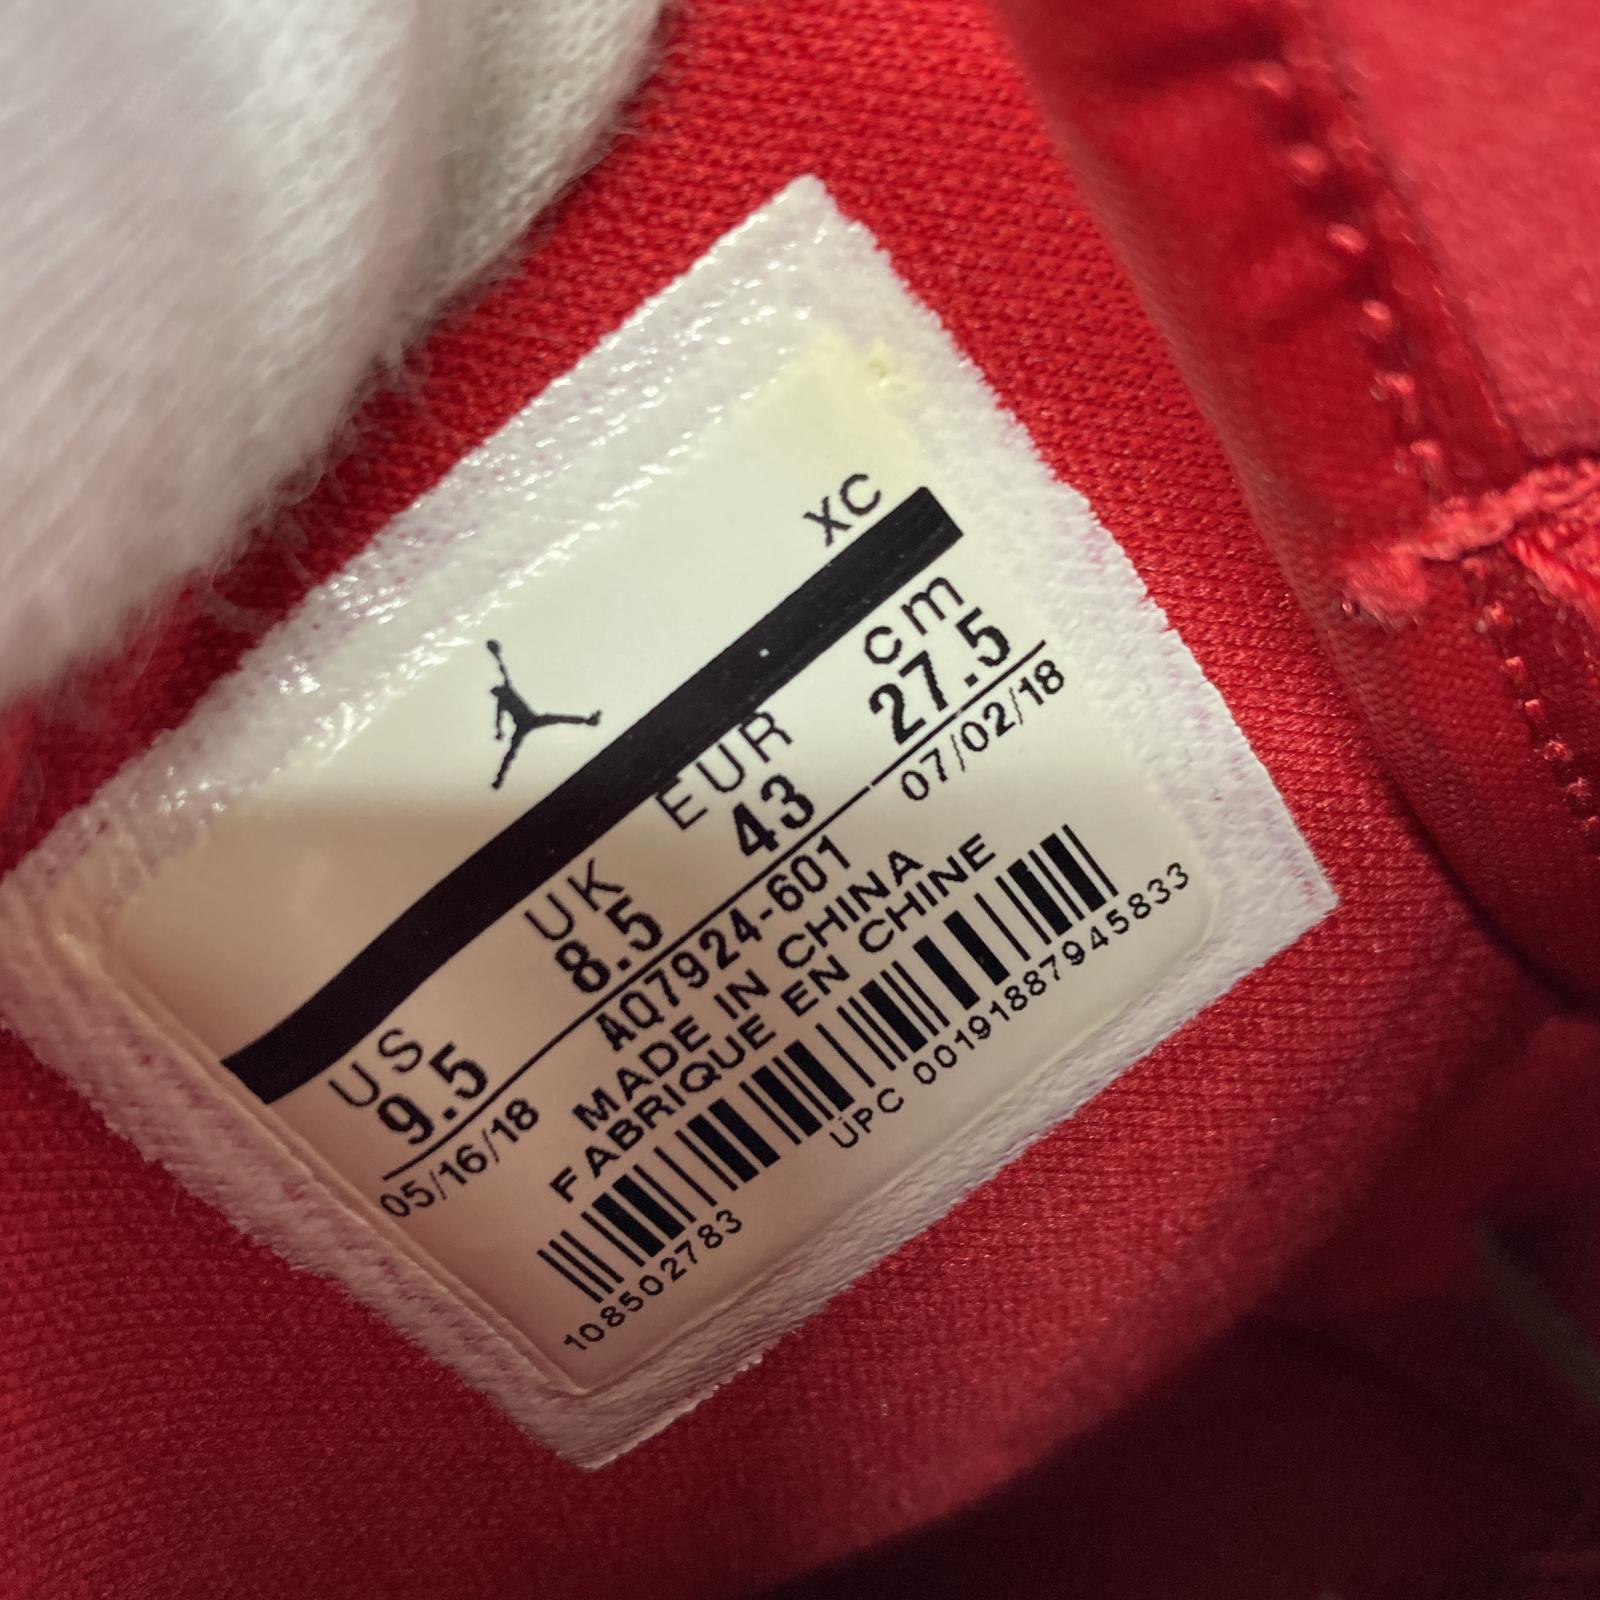 XC
US UK EUR cm
9.5 8.5 43 27.5
05/16/18 AQ7924-601 07/02/18
MADE IN CHINA
FABRIQUE EN CHINE
108502783 UPC 00191887945833